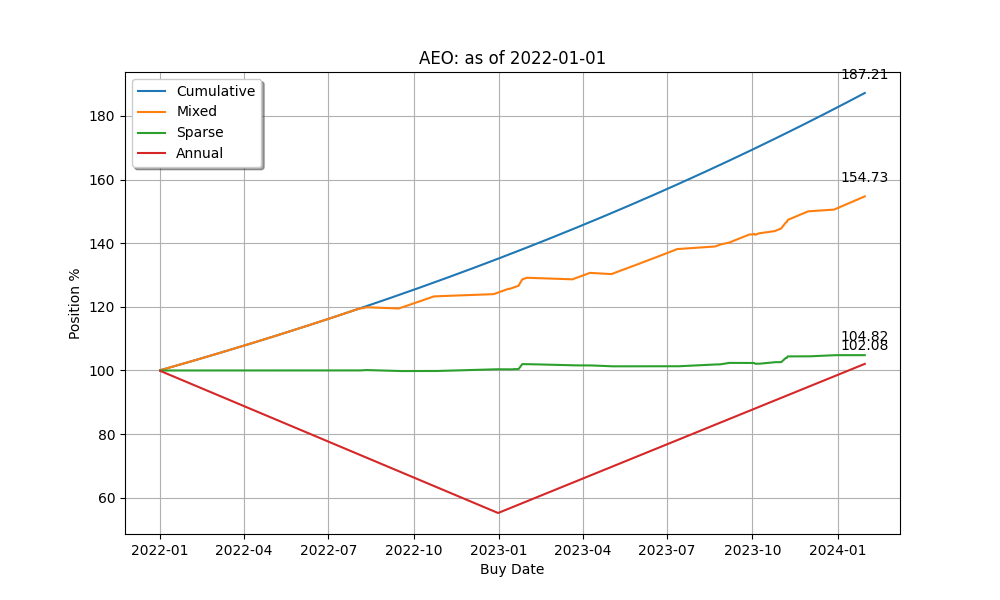 AEO: as of 2022-01-01
187.21
Cumulative
Mixed
Sparse
Annual
180
160
154.73
140
120
104.82
102.08
100
80
60
Position %
2022-01 2022-04 2022-07 2022-10 2023-01 2023-04 2023-07 2023-10 2024-01
Buy Date